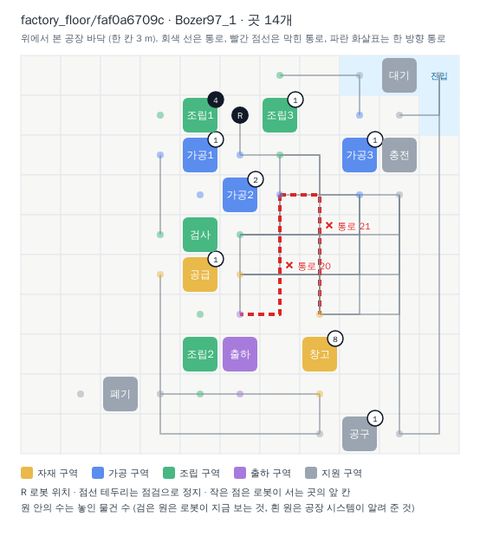 factory_floor/faf0a6709c · Bozer97_1 · 곳 14개
위에서 본 공장 바닥 (한 칸 3 m). 회색 선은 통로, 빨간 점선은 막힌 통로, 파란 화살표는 한 방향 통로
대기
전립
4
1
조립1
R
조립3
1
1
가공1
가공3
충전
2
가공2
× 통로 21
검사
1
× 통로 20
공급
8
조립2
출하
창고
폐기
1
공구
자재 구역
가공 구역
조립 구역
출하 구역
지원 구역
R 로봇 위치 · 점선 테두리는 점검으로 정지 · 작은 점은 로봇이 서는 곳의 앞 칸
원 안의 수는 놓인 물건 수 (검은 원은 로봇이 지금 보는 것, 흰 원은 공장 시스템이 알려 준 것)